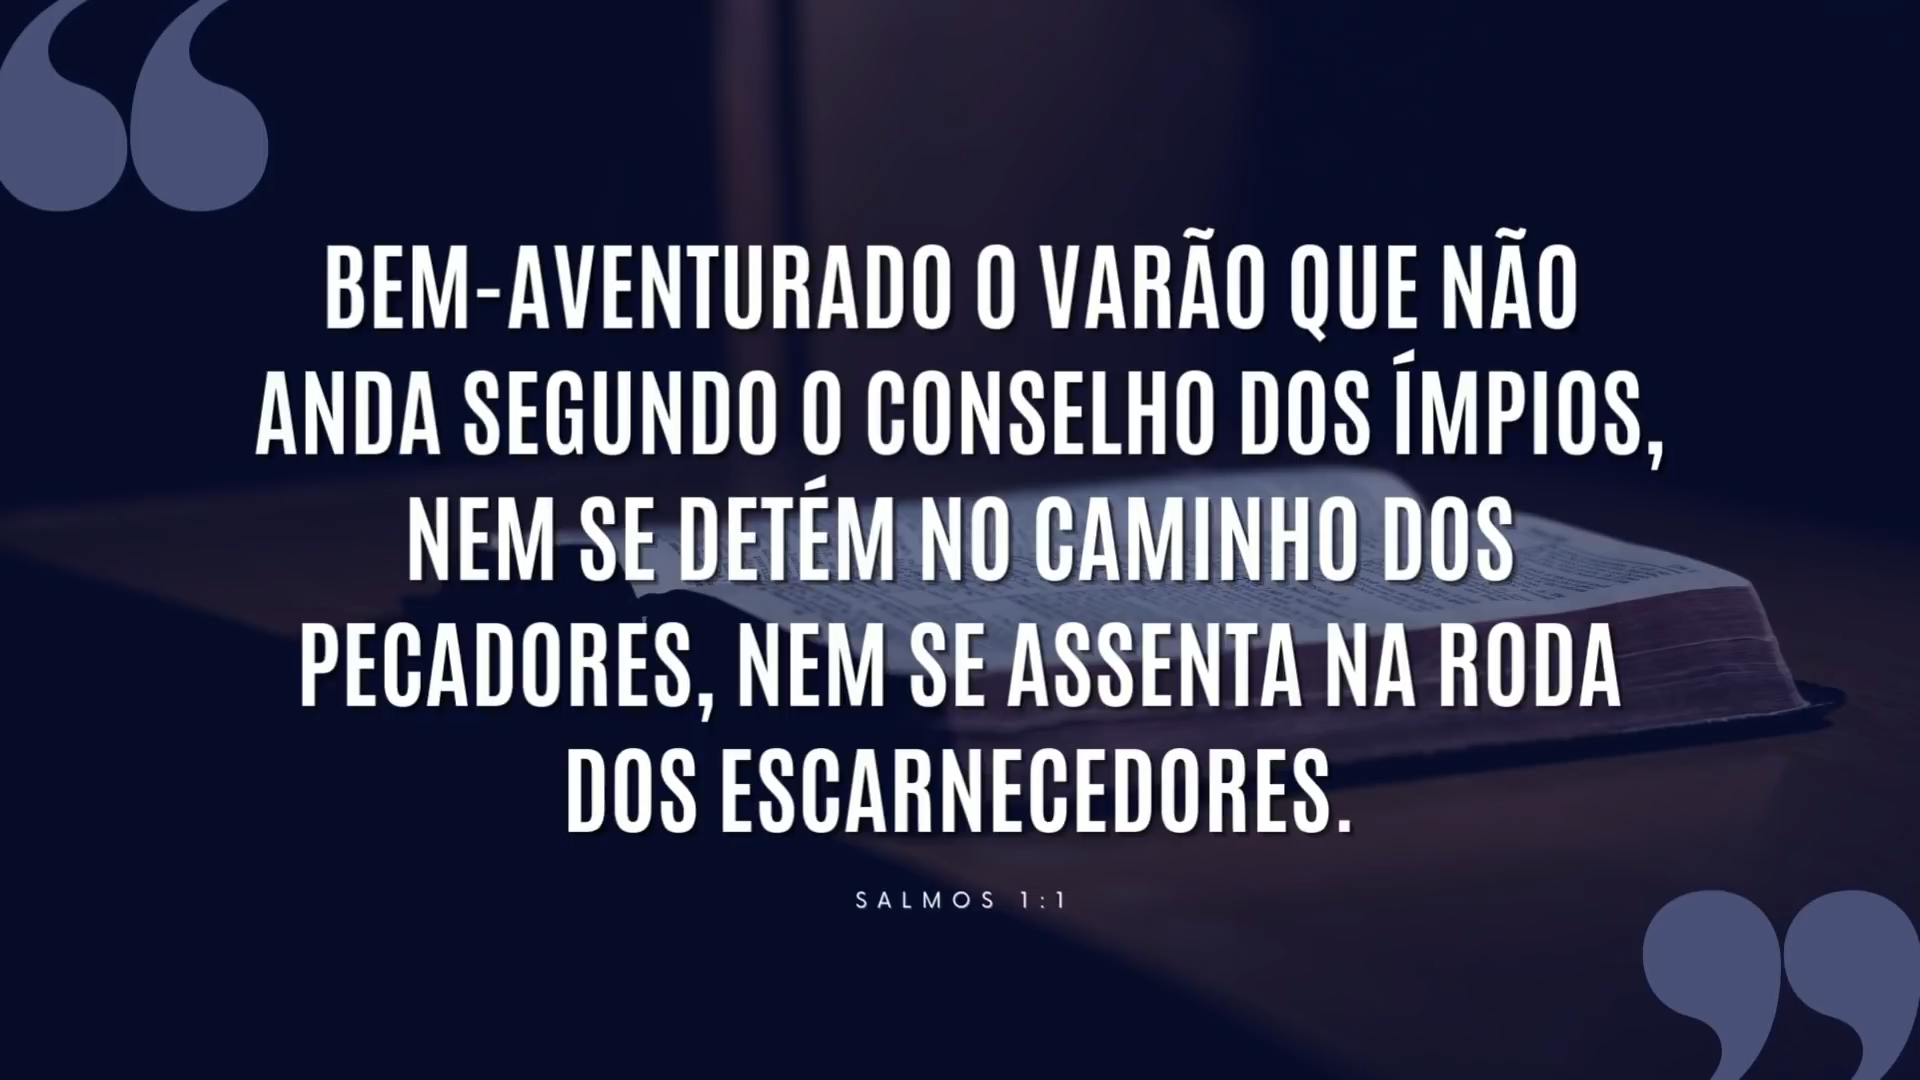 BEM-AVENTURADO O VARÃO QUE NÃO
ANDA SEGUNDO O CONSELHO DOS ÍMPIOS,
NEM SE DETÉM NO CAMINHO DOS
PECADORES, NEM SE ASSENTA NA RODA
DOS ESCARNECEDORES.
SALMOS 1:1